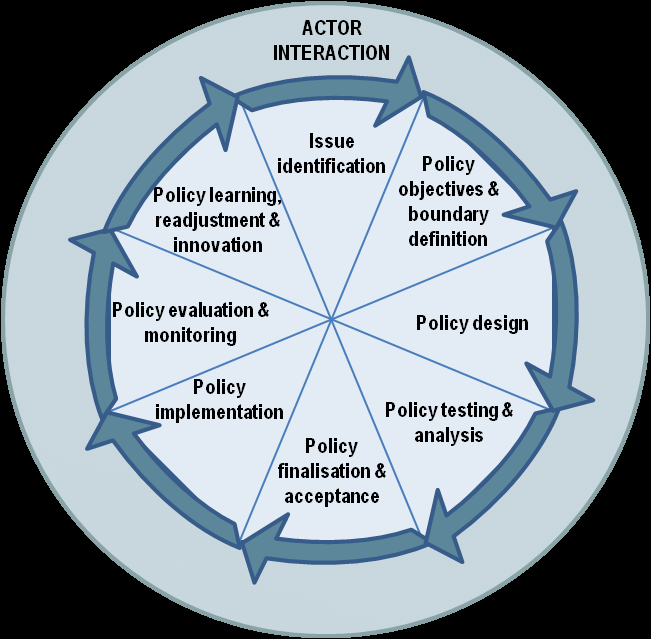 ACTOR
INTERACTION
Issue
identification
Policy
objectives &
boundary
definition
Policy design
Policy testing &
analysis
Policy
finalisation &
acceptance
Policy
implementation
Policy evaluation &
monitoring
Policy learning,
readjustment &
innovation